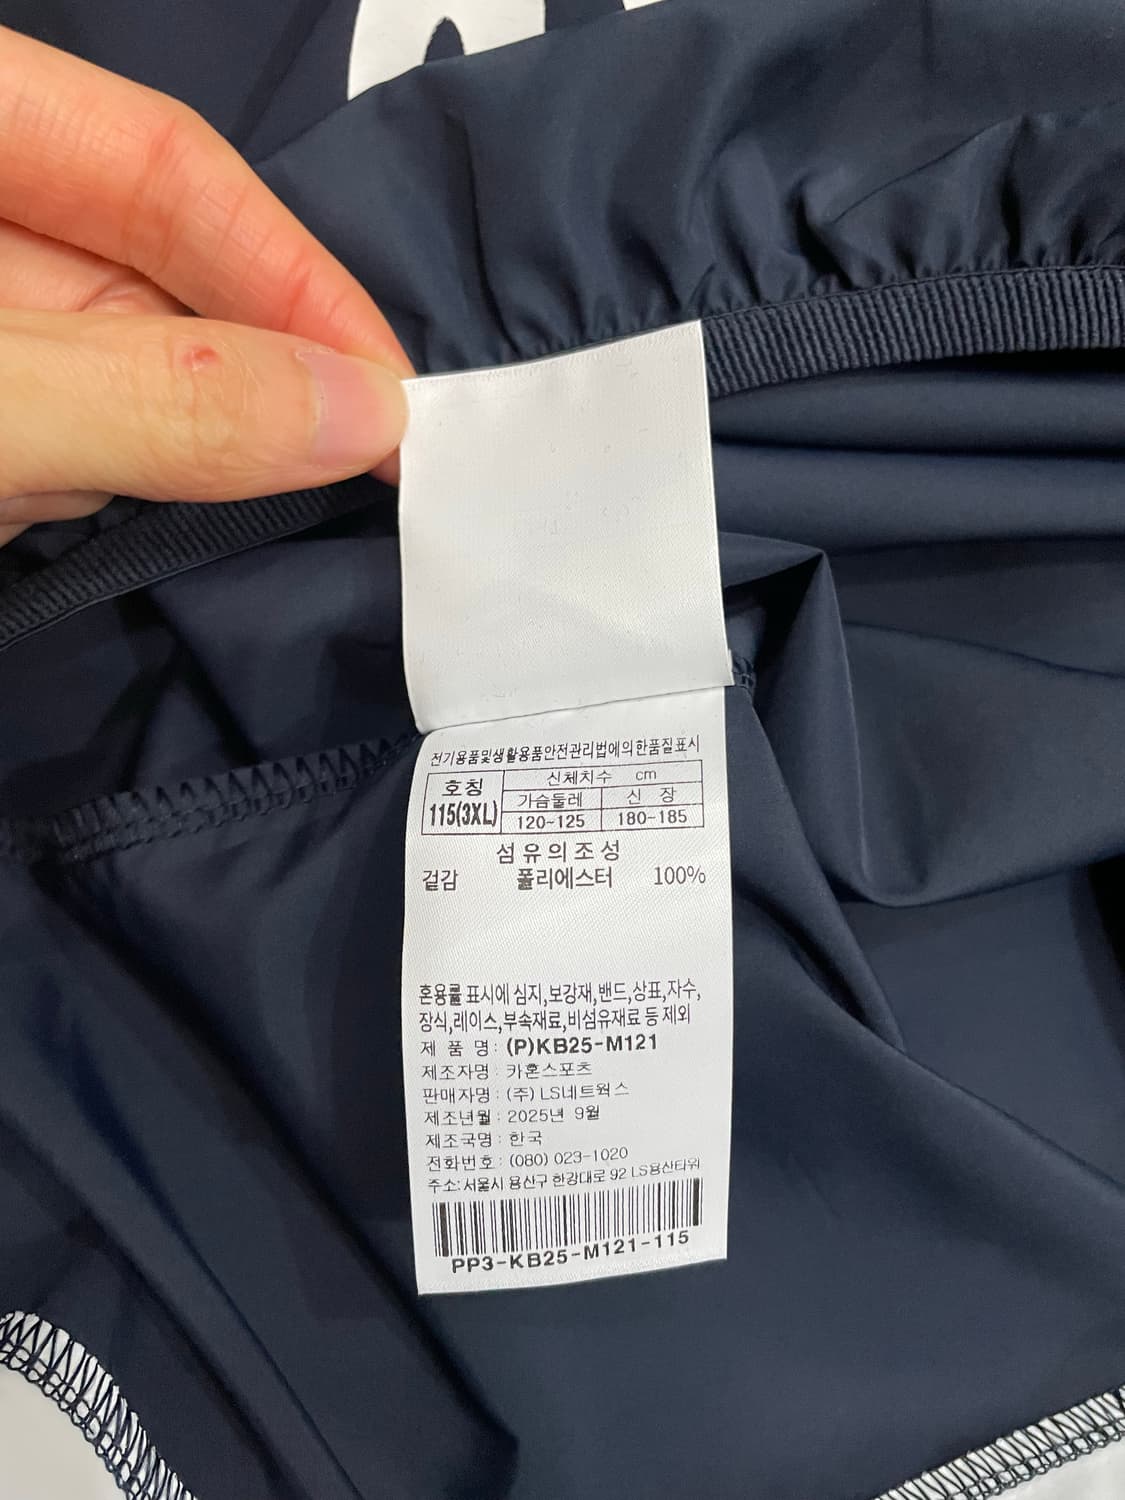 전기용품및생활용품안전관리법에의한품질표시
호칭 신체치수 cm
115(3XL) 가슴둘레 신 장
120-125 180-185
섬유의조성
겉감 폴리에스터 100%
혼용률 표시에 심지,보강재,밴드,상표,자수,
장식,레이스,부속재료,비섬유재료 등 제외
제 품 명: (P)KB25-M121
제조자명: 카혼스포츠
판매자명: (주) LS네트웍스
제조년월: 2025년 9월
제조국명: 한국
전화번호: (080) 023-1020
주소:서울시 용산구 한강대로 92 LS용산타워
PP3-KB25-M121-115